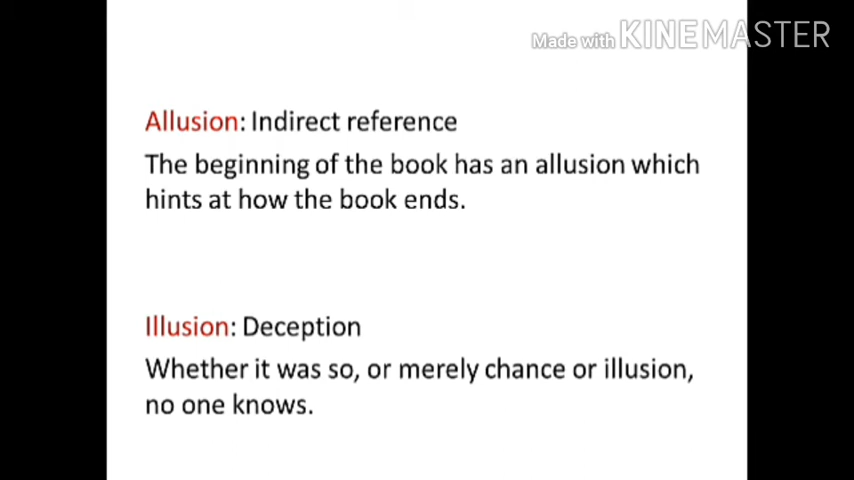 Made with KINEMASTER
Allusion: Indirect reference
The beginning of the book has an allusion which
hints at how the book ends.
Illusion: Deception
Whether it was so, or merely chance or illusion,
no one knows.